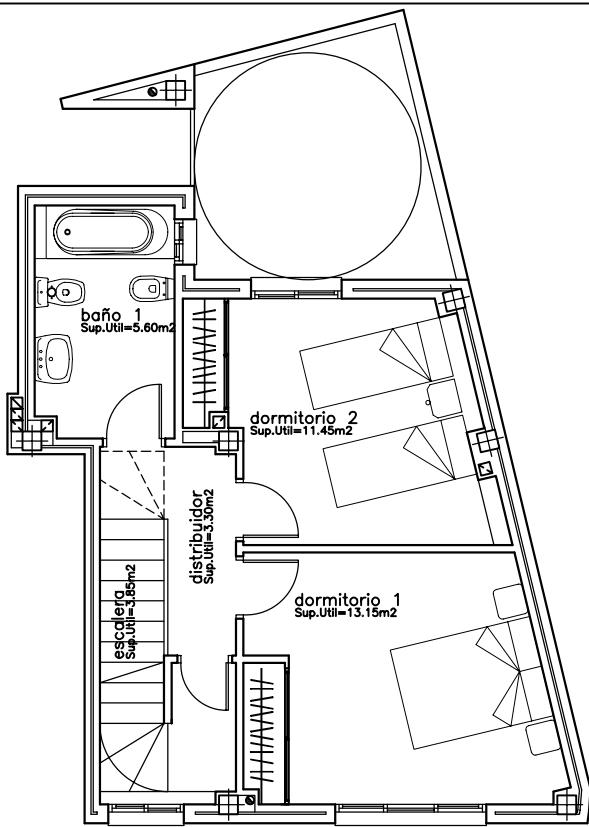 baño 1
Sup.Util=5.60m2
dormitorio 2
Sup.Util=11.45m2
distribuidor
Sup.Util=3.30m2
escalera
Sup.Util=3.85m2
dormitorio 1
Sup.Util=13.15m2